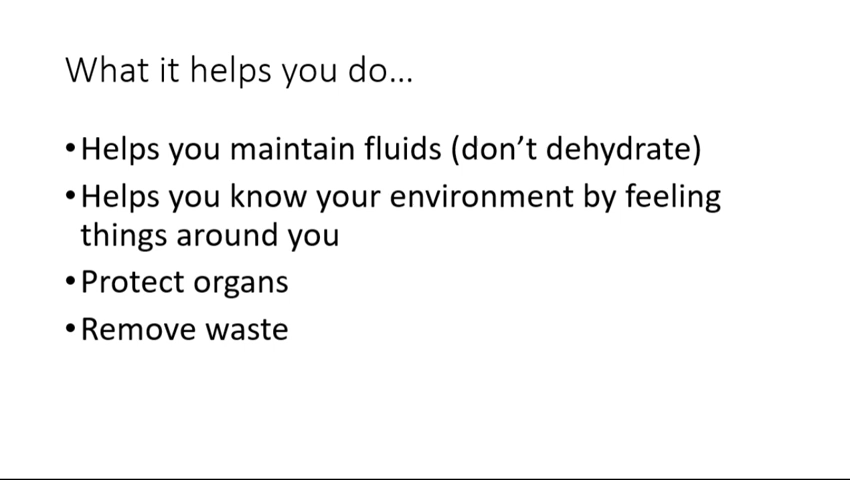 What it helps you do...
•Helps you maintain fluids (don’t dehydrate)
•Helps you know your environment by feeling
things around you
•Protect organs
•Remove waste